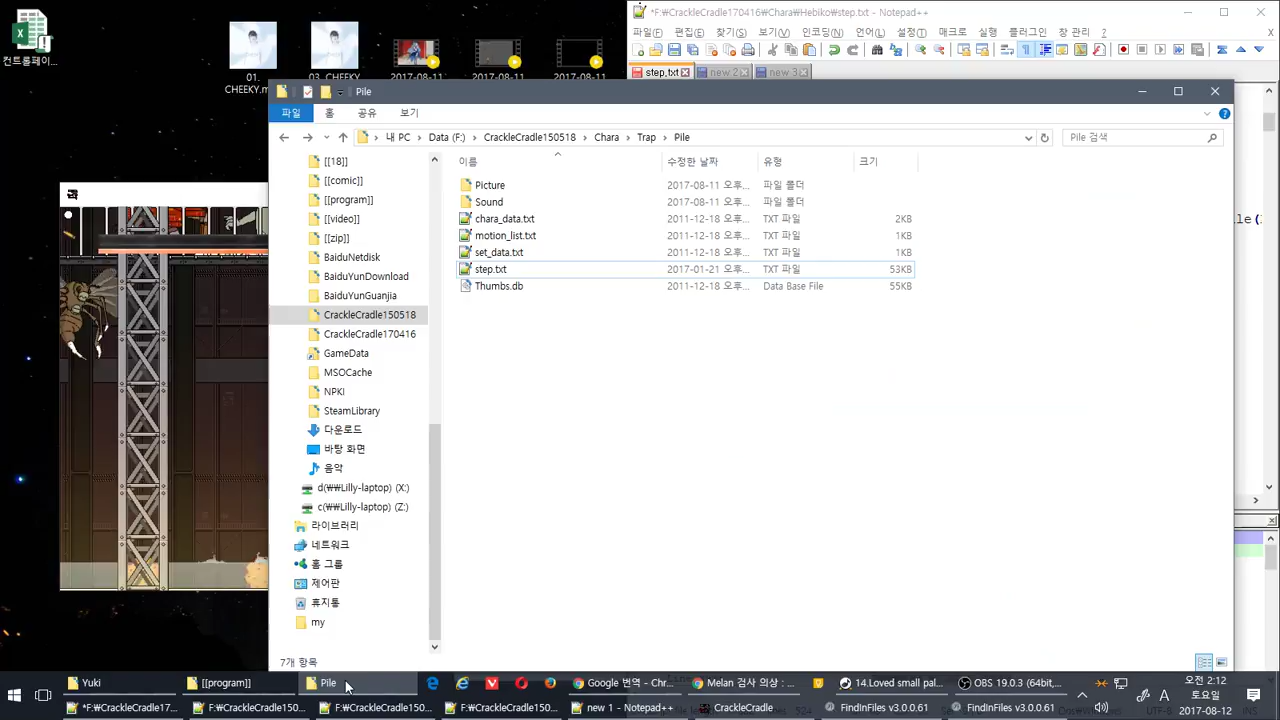 컨트롤페이...
01.
CHEEKY.m
03. CHEEKY
2017-08-11
2017-08-11
2017-08-11
*F:₩CrackleCradle170416₩Chara₩Hebiko₩step.txt - Notepad++
파일(F) 편집(E) 찾기(S) 보기(V) 인코딩(N) 언어(L) 설정(T) 매크로 실행 플러그인 창 관리 ?
step.txt new 2 new 3
Pile
파일 홈 공유 보기
내 PC Data (F:) CrackleCradle150518 Chara Trap Pile
Pile 검색
[[18]]
[[comic]]
[[program]]
[[video]]
[[zip]]
BaiduNetdisk
BaiduYunDownload
BaiduYunGuanjia
CrackleCradle150518
CrackleCradle170416
GameData
MSOCache
NPKI
SteamLibrary
다운로드
바탕 화면
음악
d(₩₩Lilly-laptop) (X:)
c(₩₩Lilly-laptop) (Z:)
라이브러리
네트워크
홈 그룹
제어판
휴지통
my
이름 수정한 날짜 유형 크기
Picture 2017-08-11 오후... 파일 폴더
Sound 2017-08-11 오후... 파일 폴더
chara_data.txt 2011-12-18 오후... TXT 파일 2KB
motion_list.txt 2011-12-18 오후... TXT 파일 1KB
set_data.txt 2011-12-18 오후... TXT 파일 1KB
step.txt 2017-01-21 오후... TXT 파일 53KB
Thumbs.db 2011-12-18 오후... Data Base File 55KB
7개 항목
Yuki [[program]] Pile Google 번역 - Chr... Melan 검사 의상 : ... 14.Loved small pal... OBS 19.0.3 (64bit,...
*F:₩CrackleCradle17... F:₩CrackleCradle150... F:₩CrackleCradle150... F:₩CrackleCradle150... new 1 - Notepad++ CrackleCradle FindInFiles v3.0.0.61 FindInFiles v3.0.0.61
A
오전 2:12
토요일
2017-08-12